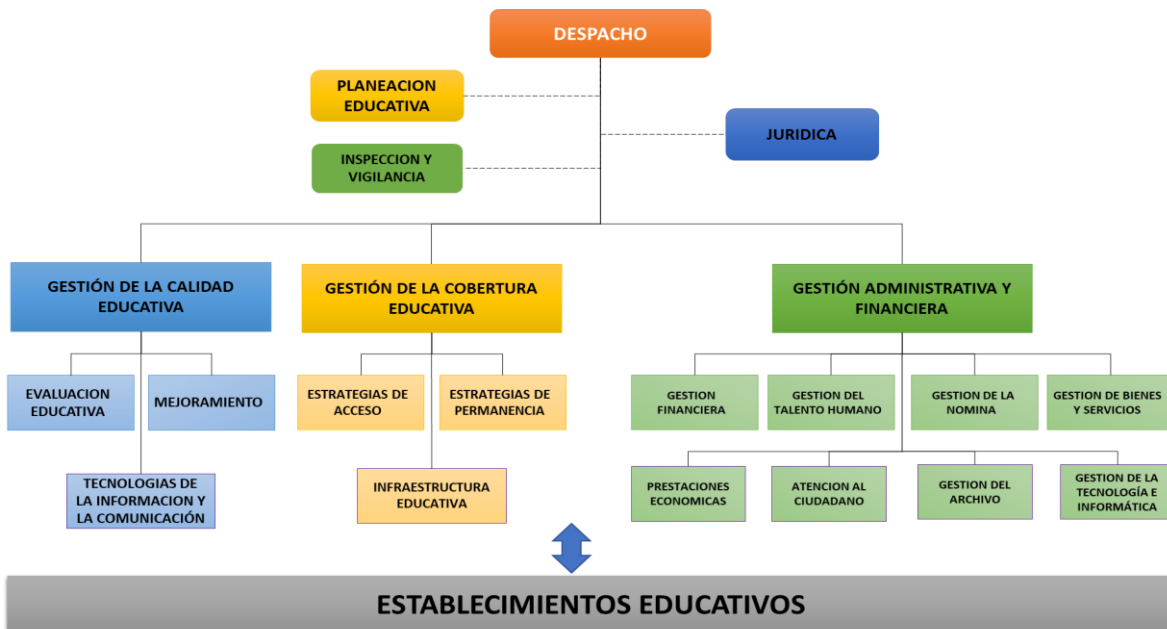 DESPACHO
PLANEACION
EDUCATIVA
JURIDICA
INSPECCION Y
VIGILANCIA
GESTIÓN DE LA CALIDAD
EDUCATIVA
GESTIÓN DE LA COBERTURA
EDUCATIVA
GESTIÓN ADMINISTRATIVA Y
FINANCIERA
EVALUACION
EDUCATIVA
MEJORAMIENTO
ESTRATEGIAS DE
ACCESO
ESTRATEGIAS DE
PERMANENCIA
GESTION
FINANCIERA
GESTION DEL
TALENTO HUMANO
GESTION DE LA
NOMINA
GESTION DE BIENES
Y SERVICIOS
TECNOLOGIAS DE
LA INFORMACION Y
LA COMUNICACIÓN
INFRAESTRUCTURA
EDUCATIVA
PRESTACIONES
ECONOMICAS
ATENCION AL
CIUDADANO
GESTION DEL
ARCHIVO
GESTION DE LA
TECNOLOGÍA E
INFORMÁTICA
ESTABLECIMIENTOS EDUCATIVOS